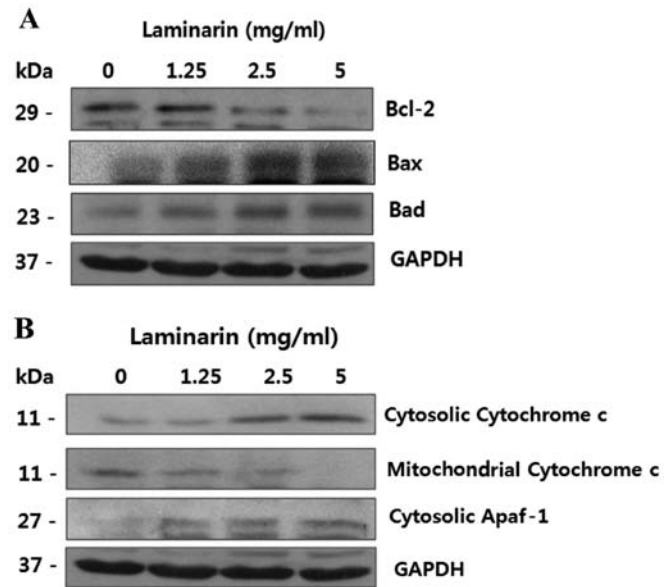 A
Laminarin (mg/ml)
kDa 0 1.25 2.5 5
29 - Bcl-2
20 - Bax
23 - Bad
37 - GAPDH
B
Laminarin (mg/ml)
kDa 0 1.25 2.5 5
11 - Cytosolic Cytochrome c
11 - Mitochondrial Cytochrome c
27 - Cytosolic Apaf-1
37 - GAPDH